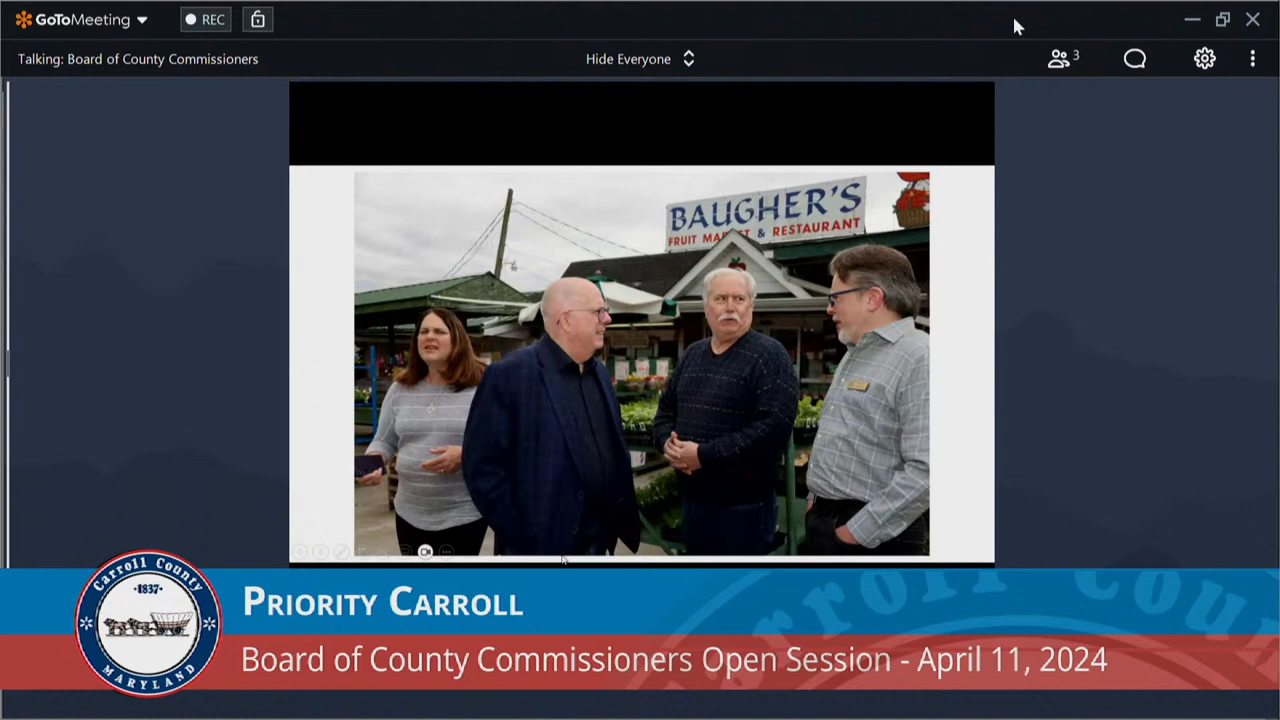 GoToMeeting
REC
Talking: Board of County Commissioners
Hide Everyone
3
BAUGHER'S
FRUIT MARKET & RESTAURANT
Carroll County
·1837·
MARYLAND
PRIORITY CARROLL
Board of County Commissioners Open Session - April 11, 2024